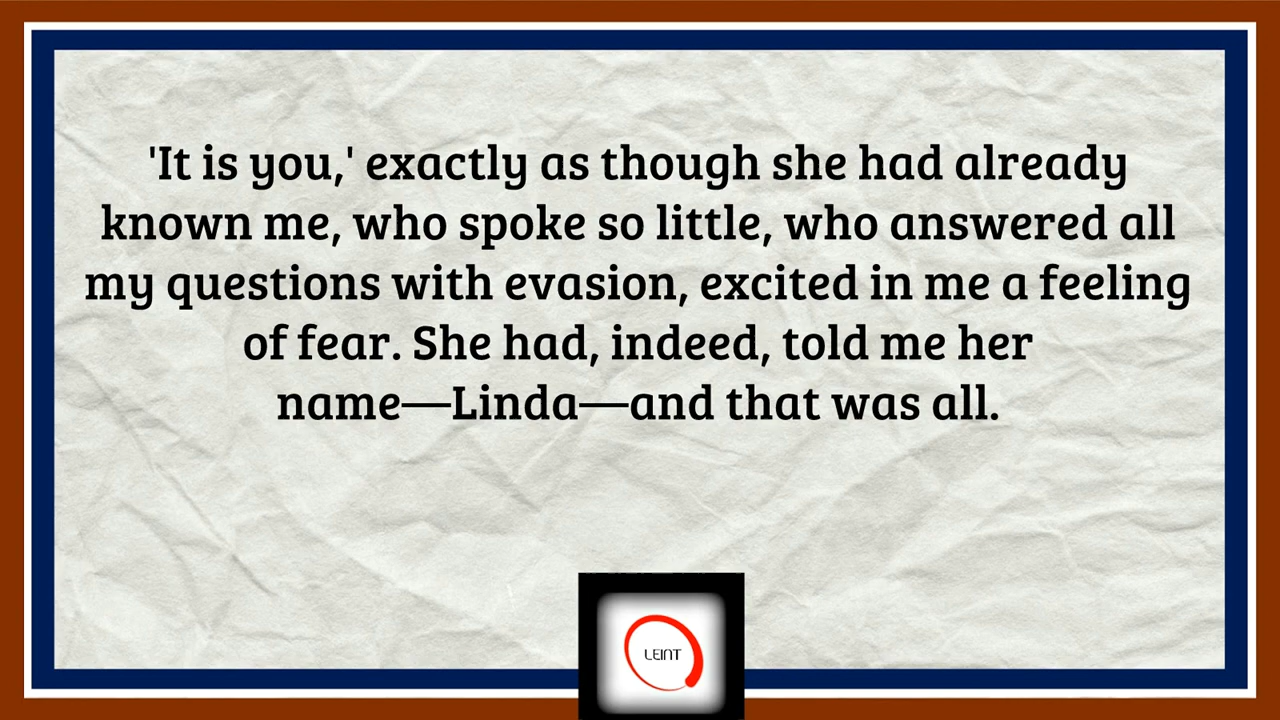 'It is you,' exactly as though she had already
known me, who spoke so little, who answered all
my questions with evasion, excited in me a feeling
of fear. She had, indeed, told me her
name—Linda—and that was all.
LEINT